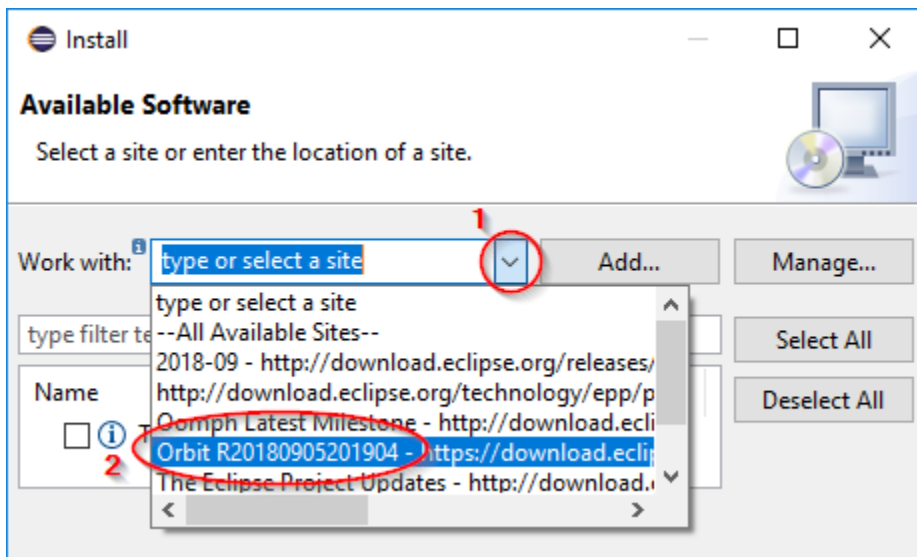 Install
Available Software
Select a site or enter the location of a site.
1
Work with: type or select a site Add... Manage...
type or select a site
--All Available Sites--
type filter te
2018-09 - http://download.eclipse.org/releases/
Select All
Name
http://download.eclipse.org/technology/epp/p
Deselect All
Oomph Latest Milestone - http://download.ecli
T
Orbit R20180905201904 - https://download.eclip
2
The Eclipse Project Updates - http://download.